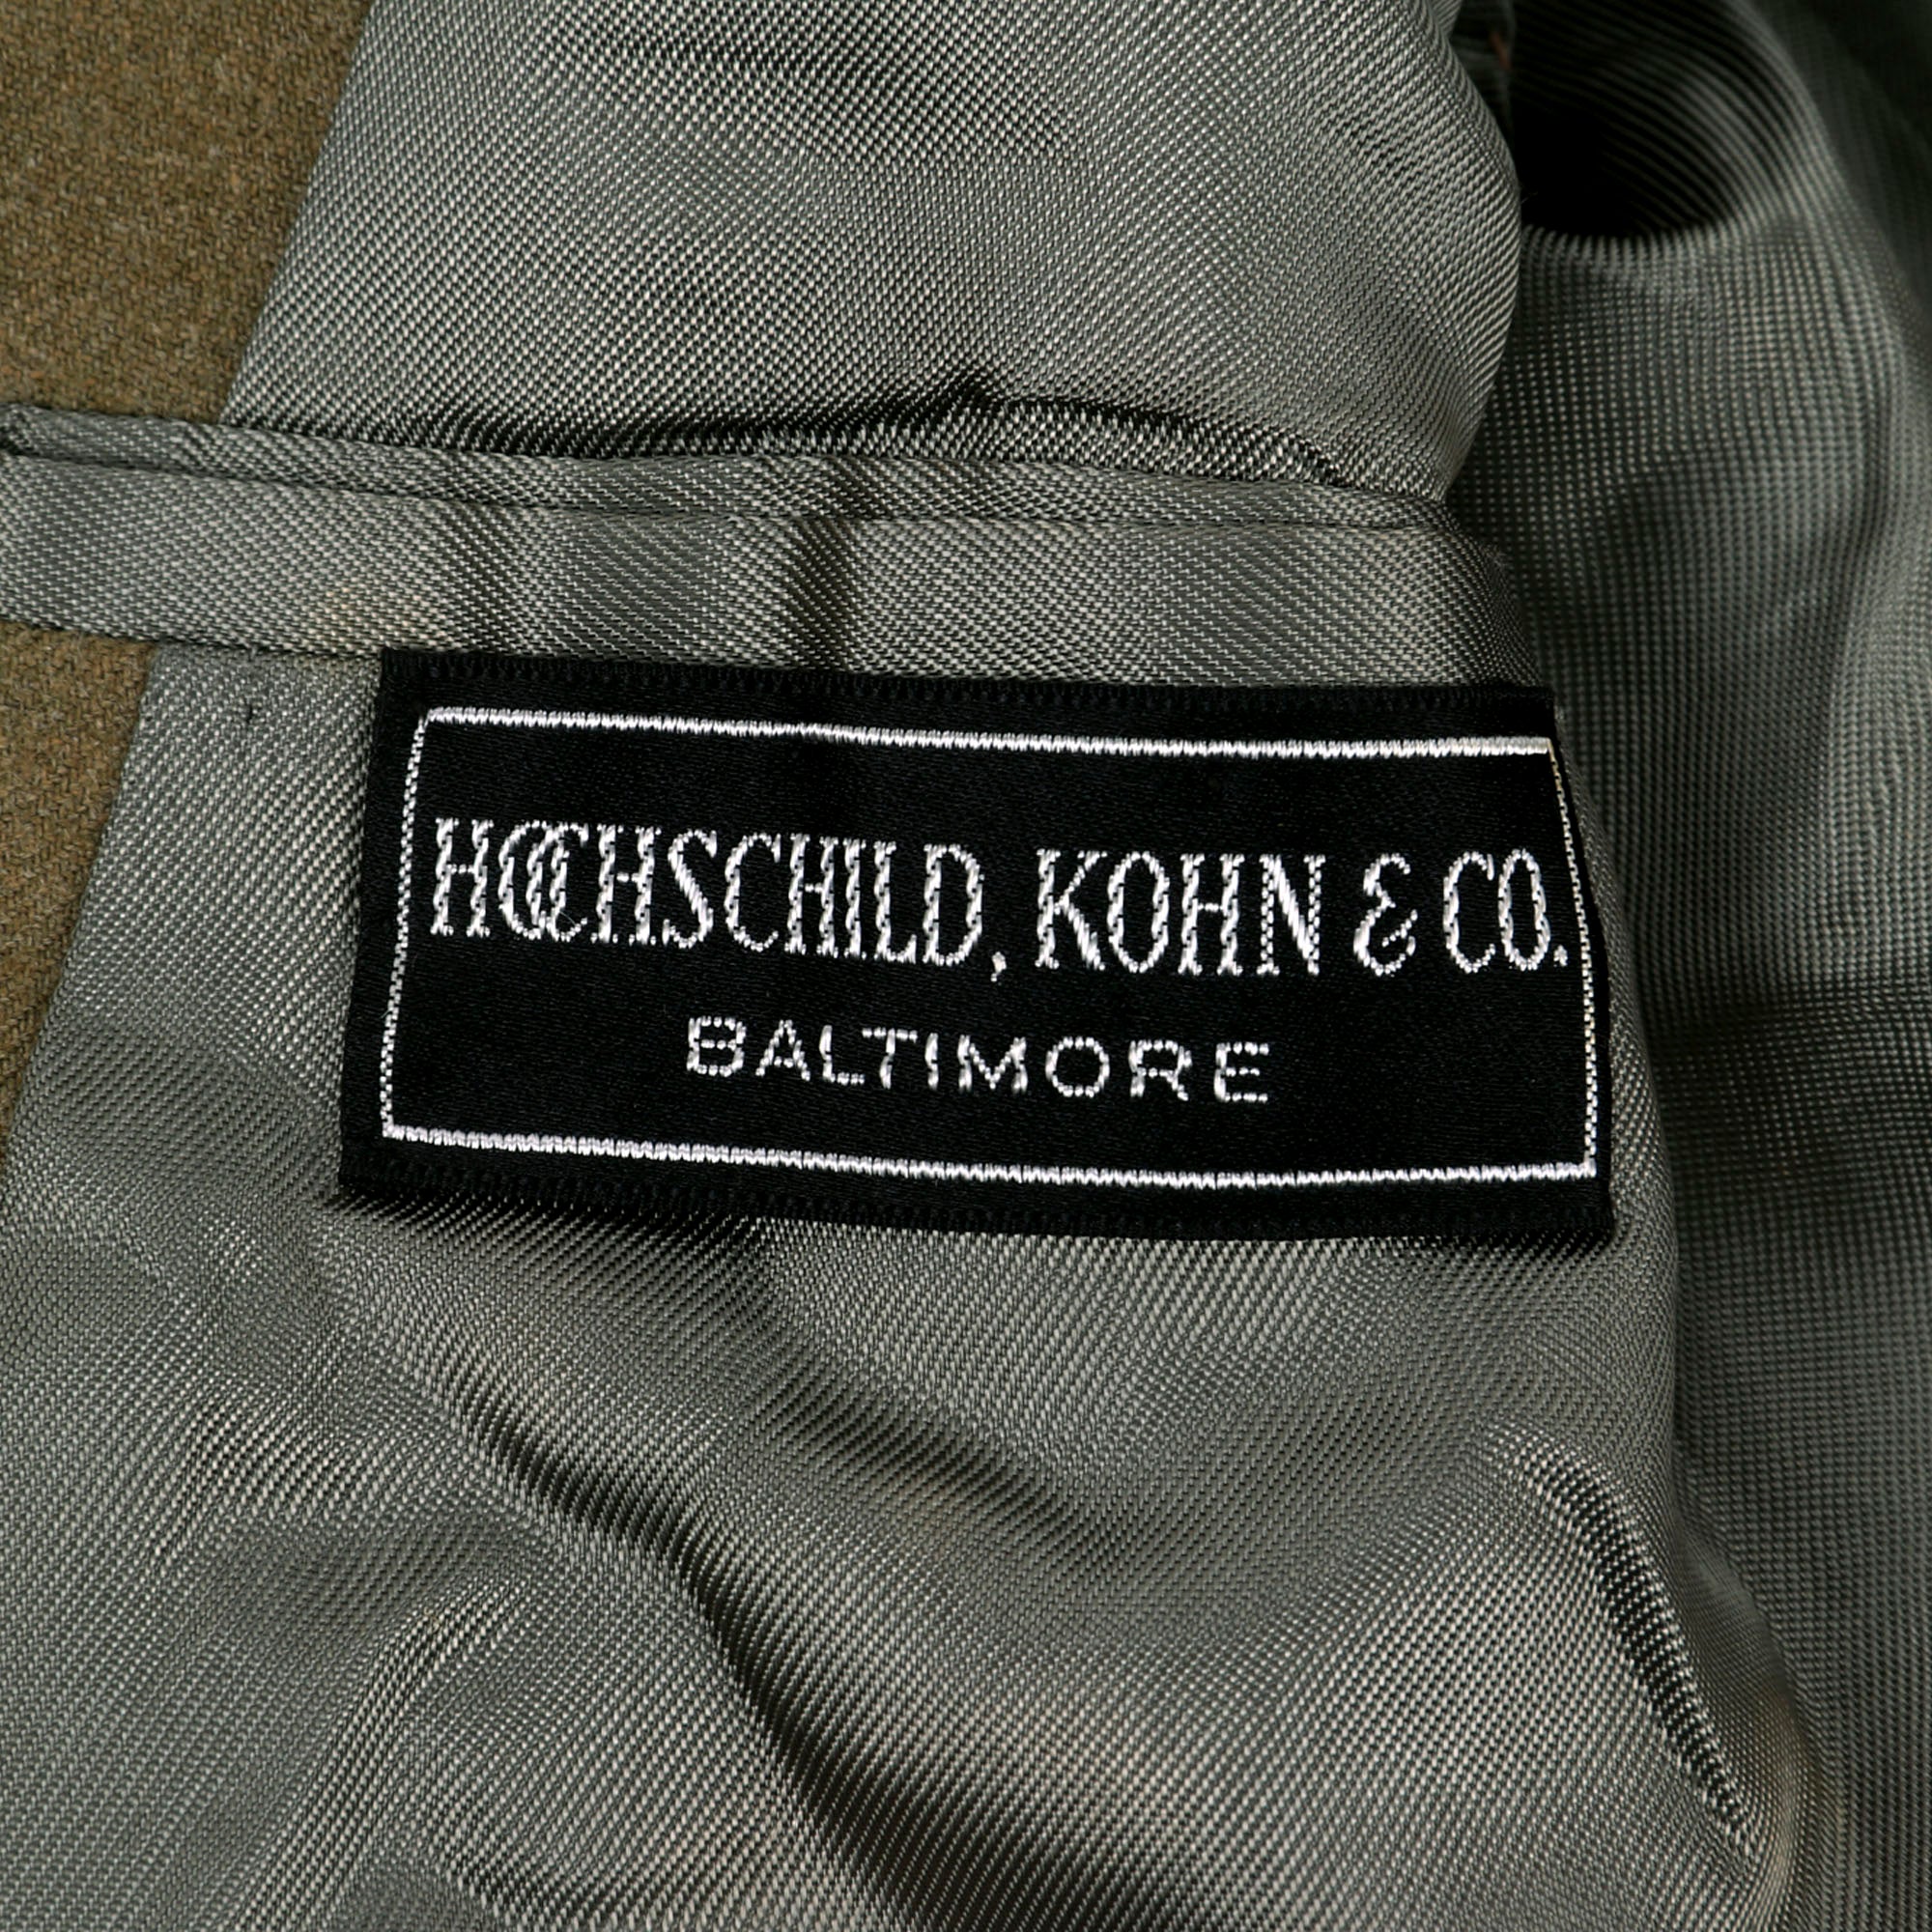 HOCHSCHILD, KOHN & CO.
BALTIMORE